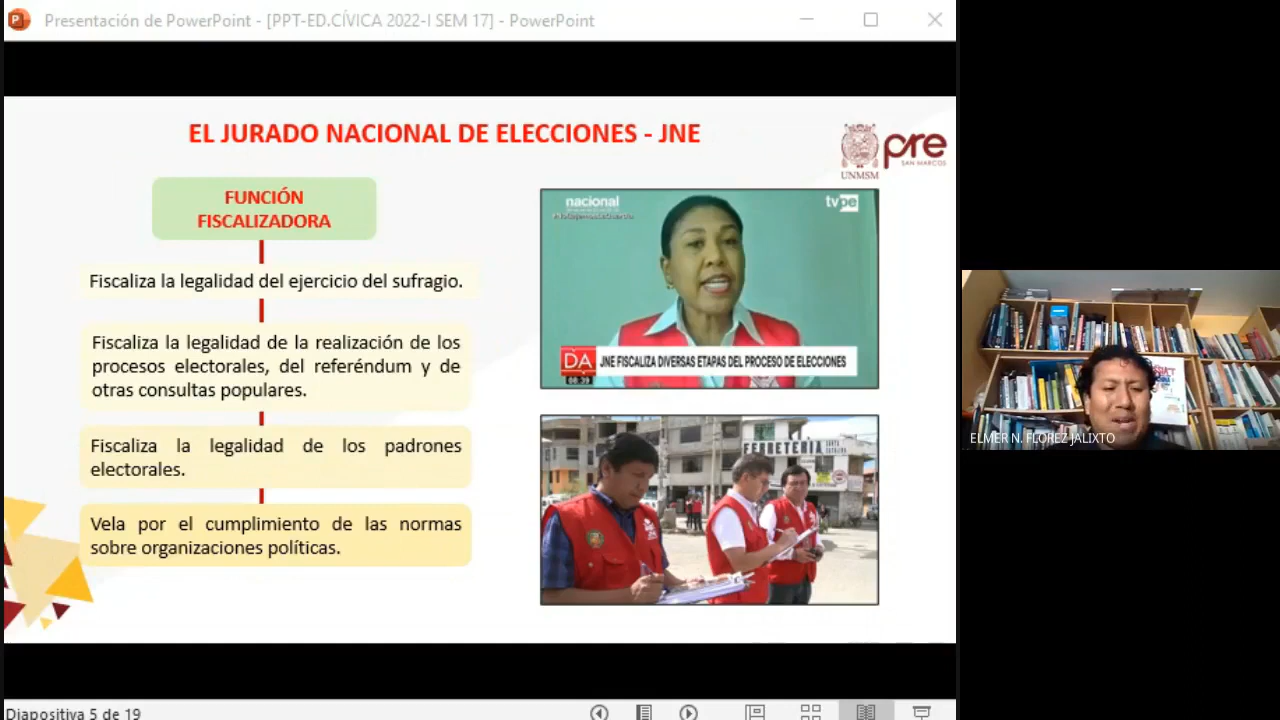 Presentación de PowerPoint - [PPT-ED.CÍVICA 2022-I SEM 17] - PowerPoint
EL JURADO NACIONAL DE ELECCIONES - JNE
UNMSM
pre
SAN MARCOS
FUNCIÓN
FISCALIZADORA
Fiscaliza la legalidad del ejercicio del sufragio.
Fiscaliza la legalidad de la realización de los
procesos electorales, del referéndum y de
otras consultas populares.
Fiscaliza la legalidad de los padrones
electorales.
Vela por el cumplimiento de las normas
sobre organizaciones políticas.
nacional
tvpe
DA
08:39
JNE FISCALIZA DIVERSAS ETAPAS DEL PROCESO DE ELECCIONES
FERRETERIA
ELMER N. FLOREZ JALIXTO
Diapositiva 5 de 19